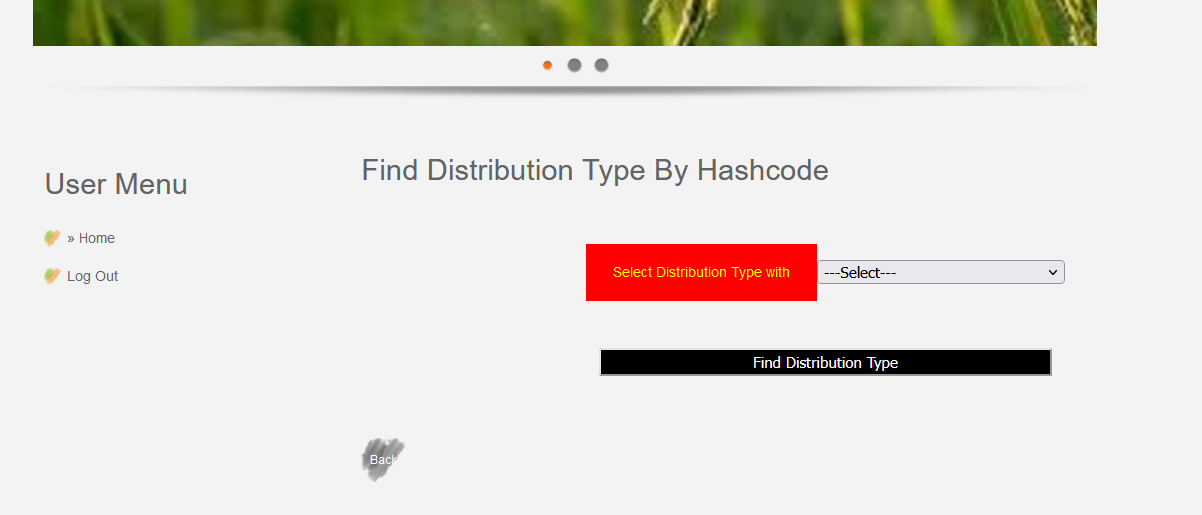 User Menu
» Home
Log Out
Find Distribution Type By Hashcode
Select Distribution Type with
---Select---
Find Distribution Type
Back